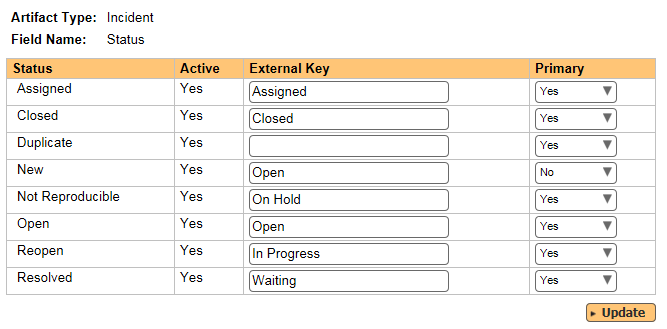 Artifact Type: Incident
Field Name: Status
Status Active External Key Primary
Assigned Yes Assigned Yes
Closed Yes Closed Yes
Duplicate Yes Yes
New Yes Open No
Not Reproducible Yes On Hold Yes
Open Yes Open Yes
Reopen Yes In Progress Yes
Resolved Yes Waiting Yes
Update